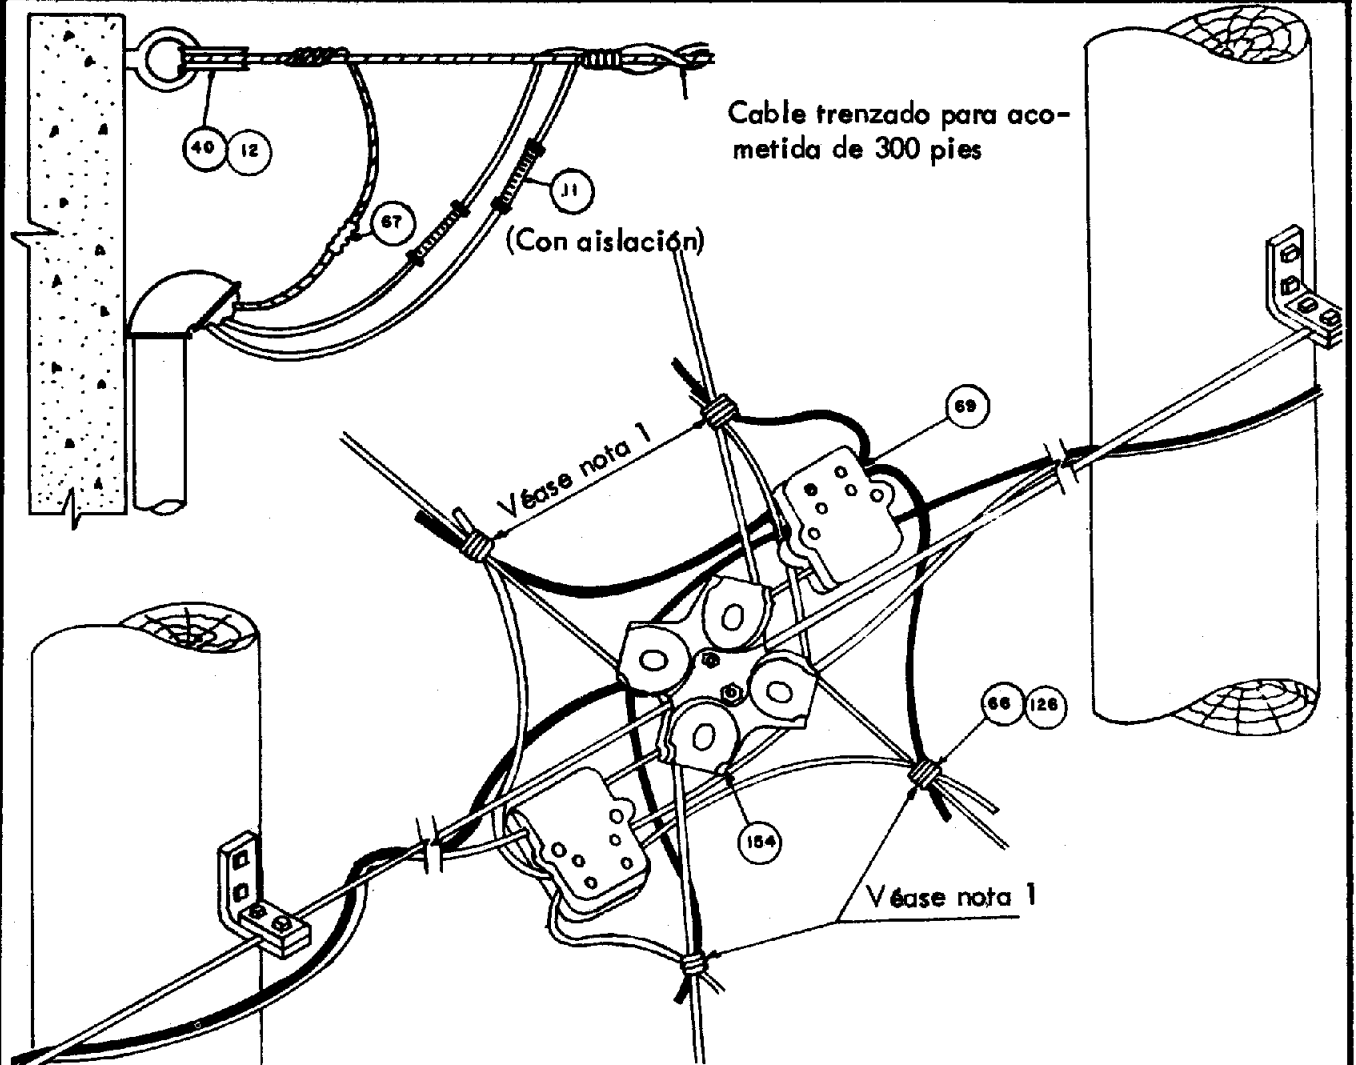 Cable trenzado para aco-
metida de 300 pies
40 12
11
67
(Con aislación)
69
Véase nota 1
66 126
154
Véase nota 1